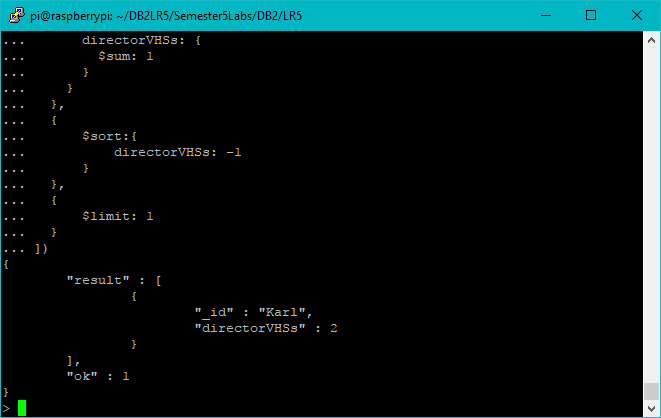 pi@raspberrypi: ~/DB2LR5/Semester5Labs/DB2/LR5
...       directorVHSs: {
...         $sum: 1
...       }
...     }
...   },
...   {
...       $sort:{
...           directorVHSs: -1
...       }
...   },
...   {
...       $limit: 1
...   }
... ])
{
        "result" : [
                {
                        "_id" : "Karl",
                        "directorVHSs" : 2
                }
        ],
        "ok" : 1
}
>